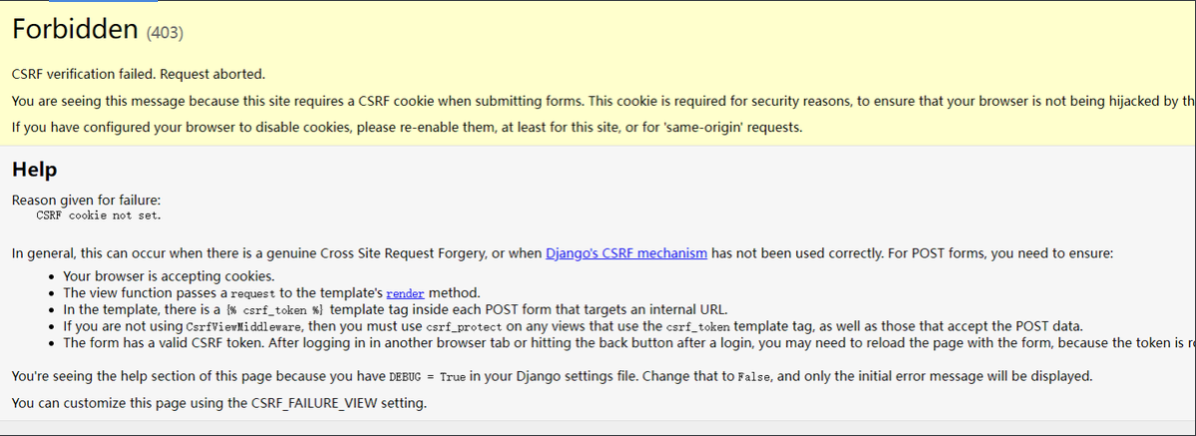 Forbidden (403)
CSRF verification failed. Request aborted.
You are seeing this message because this site requires a CSRF cookie when submitting forms. This cookie is required for security reasons, to ensure that your browser is not being hijacked by
If you have configured your browser to disable cookies, please re-enable them, at least for this site, or for 'same-origin' requests.
Help
Reason given for failure:
CSRF cookie not set.
In general, this can occur when there is a genuine Cross Site Request Forgery, or when Django's CSRF mechanism has not been used correctly. For POST forms, you need to ensure:
• Your browser is accepting cookies.
• The view function passes a request to the template's render method.
• In the template, there is a {% csrf_token %} template tag inside each POST form that targets an internal URL.
• If you are not using CsrfViewMiddleware, then you must use csrf_protect on any views that use the csrf_token template tag, as well as those that accept the POST data.
• The form has a valid CSRF token. After logging in in another browser tab or hitting the back button after a login, you may need to reload the page with the form, because the token is
You're seeing the help section of this page because you have DEBUG = True in your Django settings file. Change that to False, and only the initial error message will be displayed.
You can customize this page using the CSRF_FAILURE_VIEW setting.